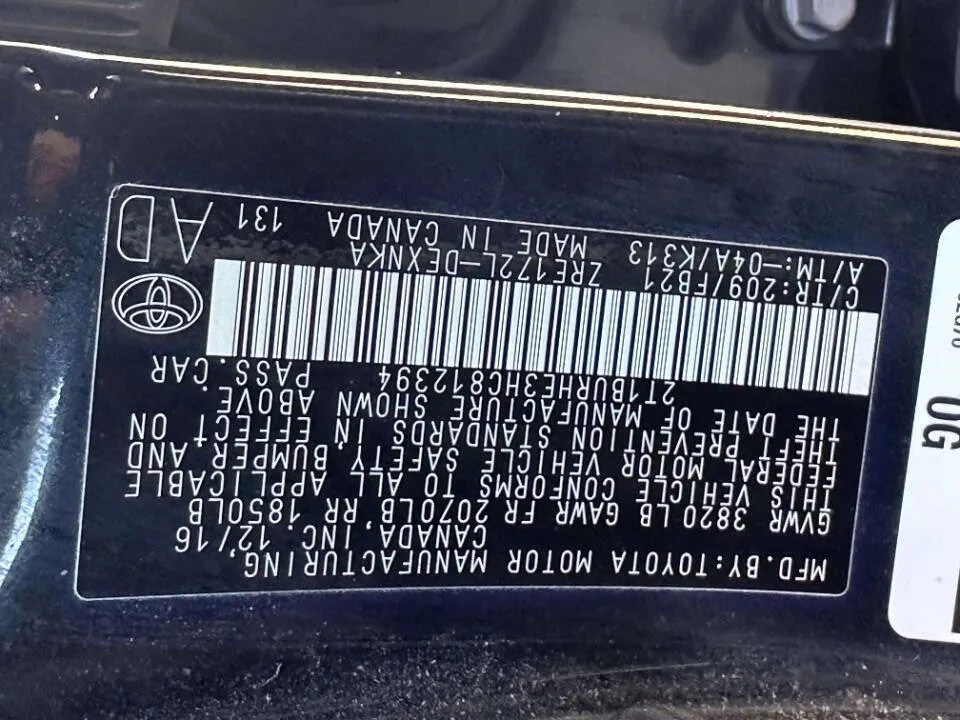 MFD.BY:TOYOTA MOTOR MANUFACTURING
CANADA, INC. 12/16
GVWR 3820 LB GAWR FR 2070LB,RR 1850LB
THIS VEHICLE CONFORMS TO ALL APPLICABLE
FEDERAL MOTOR VEHICLE SAFETY,BUMPER,AND
THEFT PREVENTION STANDARDS IN EFFECT ON
THE DATE OF MANUFACTURE SHOWN ABOVE.
2T1BURHE3HC812394 PASS.CAR
C/TR:209/FB21 ZRE172L-DEXNKA
A/TM:-04A/K313 MADE IN CANADA 131
AD
OG